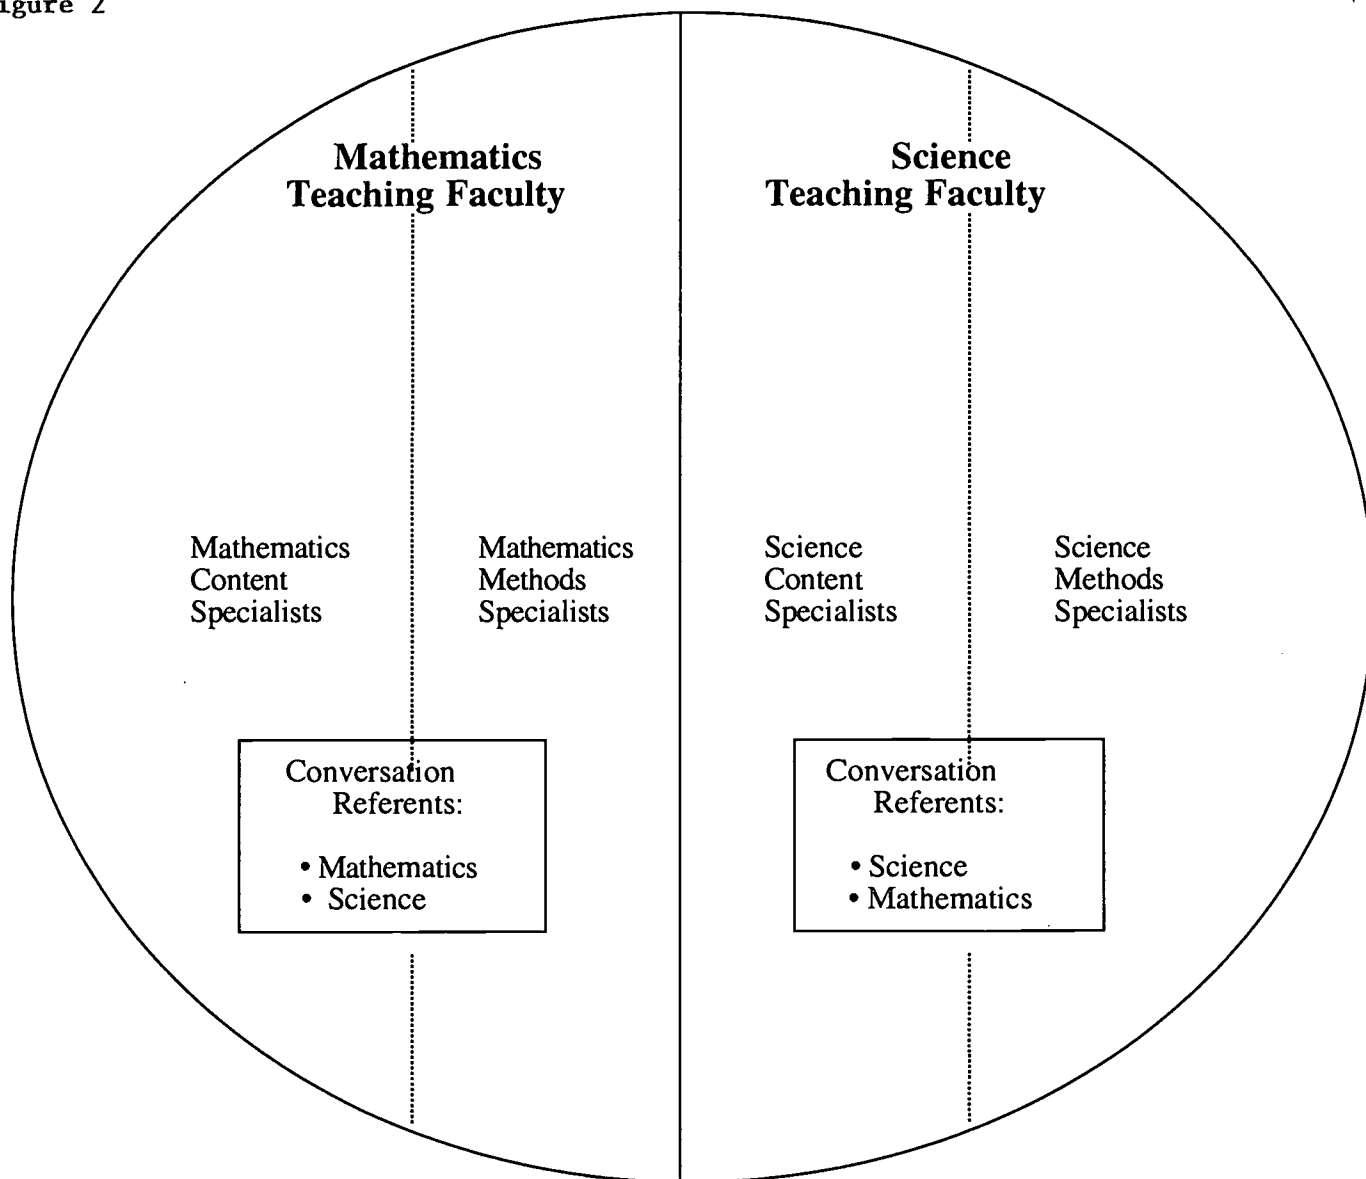 igure 2
Mathematics
Teaching Faculty
Science
Teaching Faculty
Mathematics
Content
Specialists
Mathematics
Methods
Specialists
Science
Content
Specialists
Science
Methods
Specialists
Conversation
Referents:
• Mathematics
• Science
Conversation
Referents:
• Science
• Mathematics